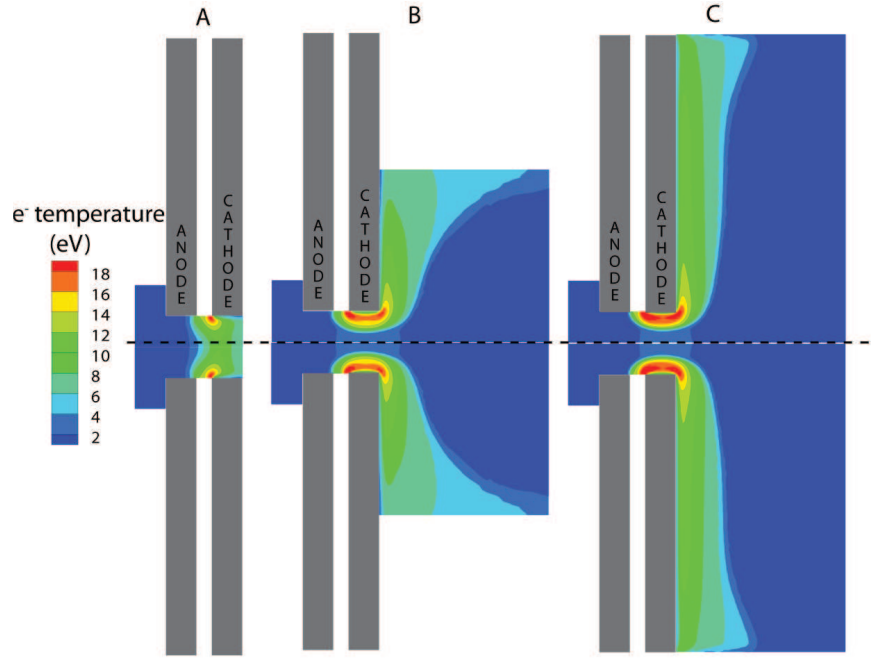 A
B
C
e⁻ temperature
(eV)
18
16
14
12
10
8
6
4
2
ANODE
CATHODE
ANODE
CATHODE
ANODE
CATHODE